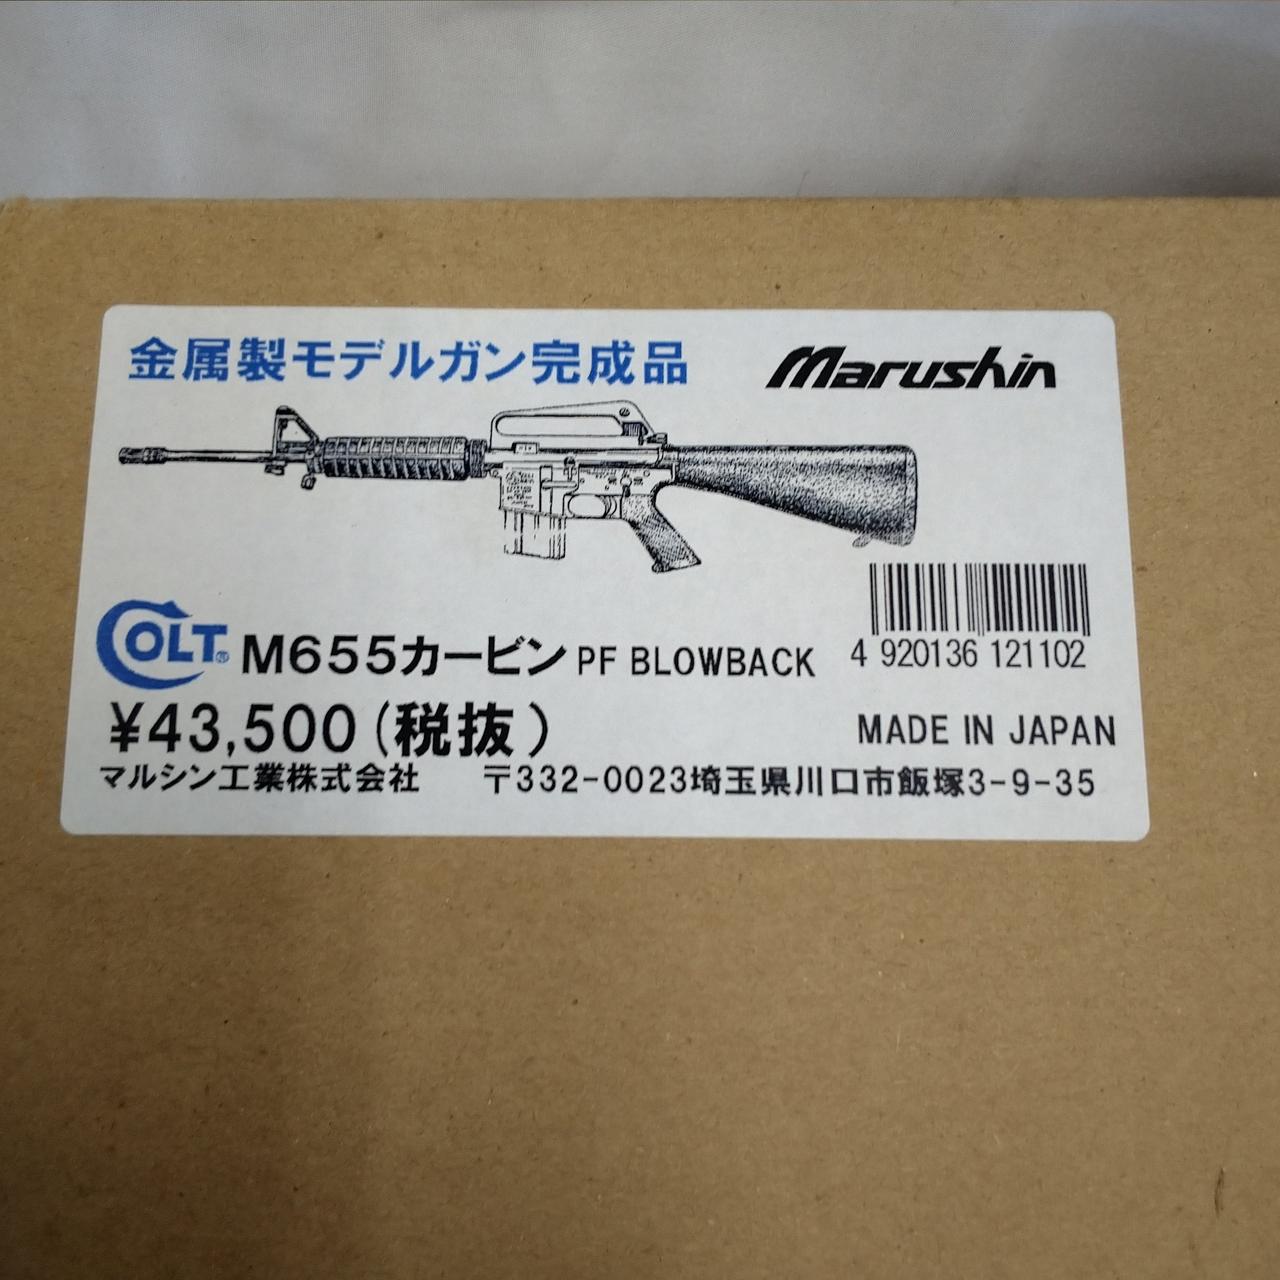 金属製モデルガン完成品 Marushin
COLT® M655カービン PF BLOWBACK
4 920136 121102
¥43,500(税抜) MADE IN JAPAN
マルシン工業株式会社 〒332-0023埼玉県川口市飯塚3-9-35